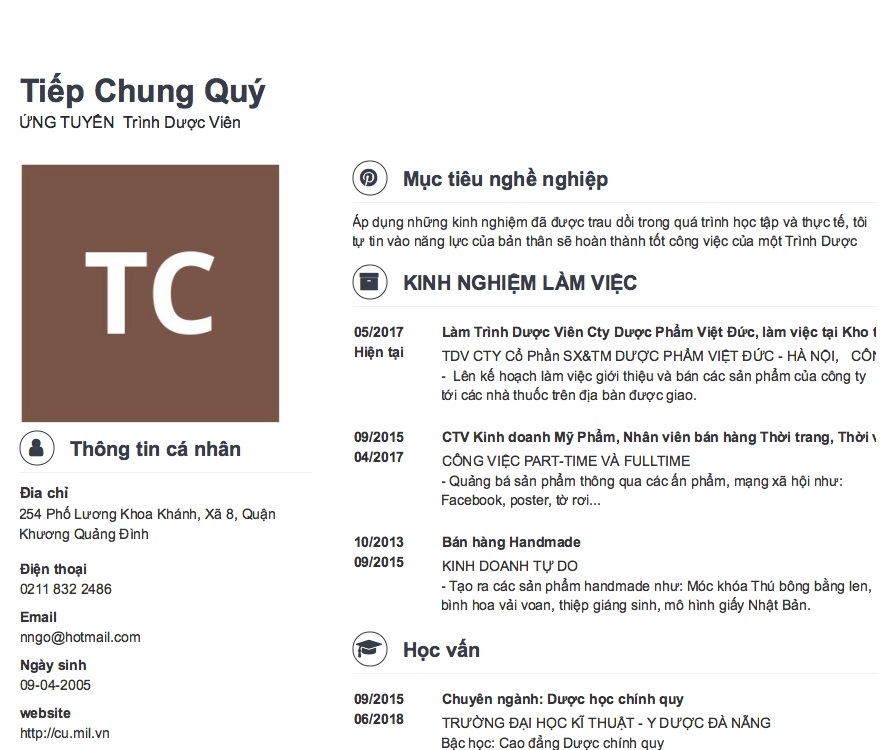 Tiếp Chung Quý
ỨNG TUYỂN Trình Dược Viên
TC
Thông tin cá nhân
Đia chỉ
254 Phố Lương Khoa Khánh, Xã 8, Quận
Khương Quảng Đình
Điện thoại
0211 832 2486
Email
nngo@hotmail.com
Ngày sinh
09-04-2005
website
http://cu.mil.vn
Mục tiêu nghề nghiệp
Áp dụng những kinh nghiệm đã được trau dồi trong quá trình học tập và thực tế, tôi
tự tin vào năng lực của bản thân sẽ hoàn thành tốt công việc của một Trình Dược
KINH NGHIỆM LÀM VIỆC
05/2017
Hiện tại
Làm Trình Dược Viên Cty Dược Phẩm Việt Đức, làm việc tại Kho
TDV CTY Cổ Phần SX&TM DƯỢC PHẨM VIỆT ĐỨC - HÀ NỘI,
- Lên kế hoạch làm việc giới thiệu và bán các sản phẩm của công ty
tới các nhà thuốc trên địa bàn được giao.
09/2015
04/2017
CTV Kinh doanh Mỹ Phẩm, Nhân viên bán hàng Thời trang, Thời
CÔNG VIỆC PART-TIME VÀ FULLTIME
- Quảng bá sản phẩm thông qua các ấn phẩm, mạng xã hội như:
Facebook, poster, tờ rơi...
10/2013
09/2015
Bán hàng Handmade
KINH DOANH TỰ DO
- Tạo ra các sản phẩm handmade như: Móc khóa Thú bông bằng len,
bình hoa vải voan, thiệp giáng sinh, mô hình giấy Nhật Bản.
Học vấn
09/2015
06/2018
Chuyên ngành: Dược học chính quy
TRƯỜNG ĐẠI HỌC KĨ THUẬT - Y DƯỢC ĐÀ NẴNG
Bậc học: Cao đẳng Dược chính quy